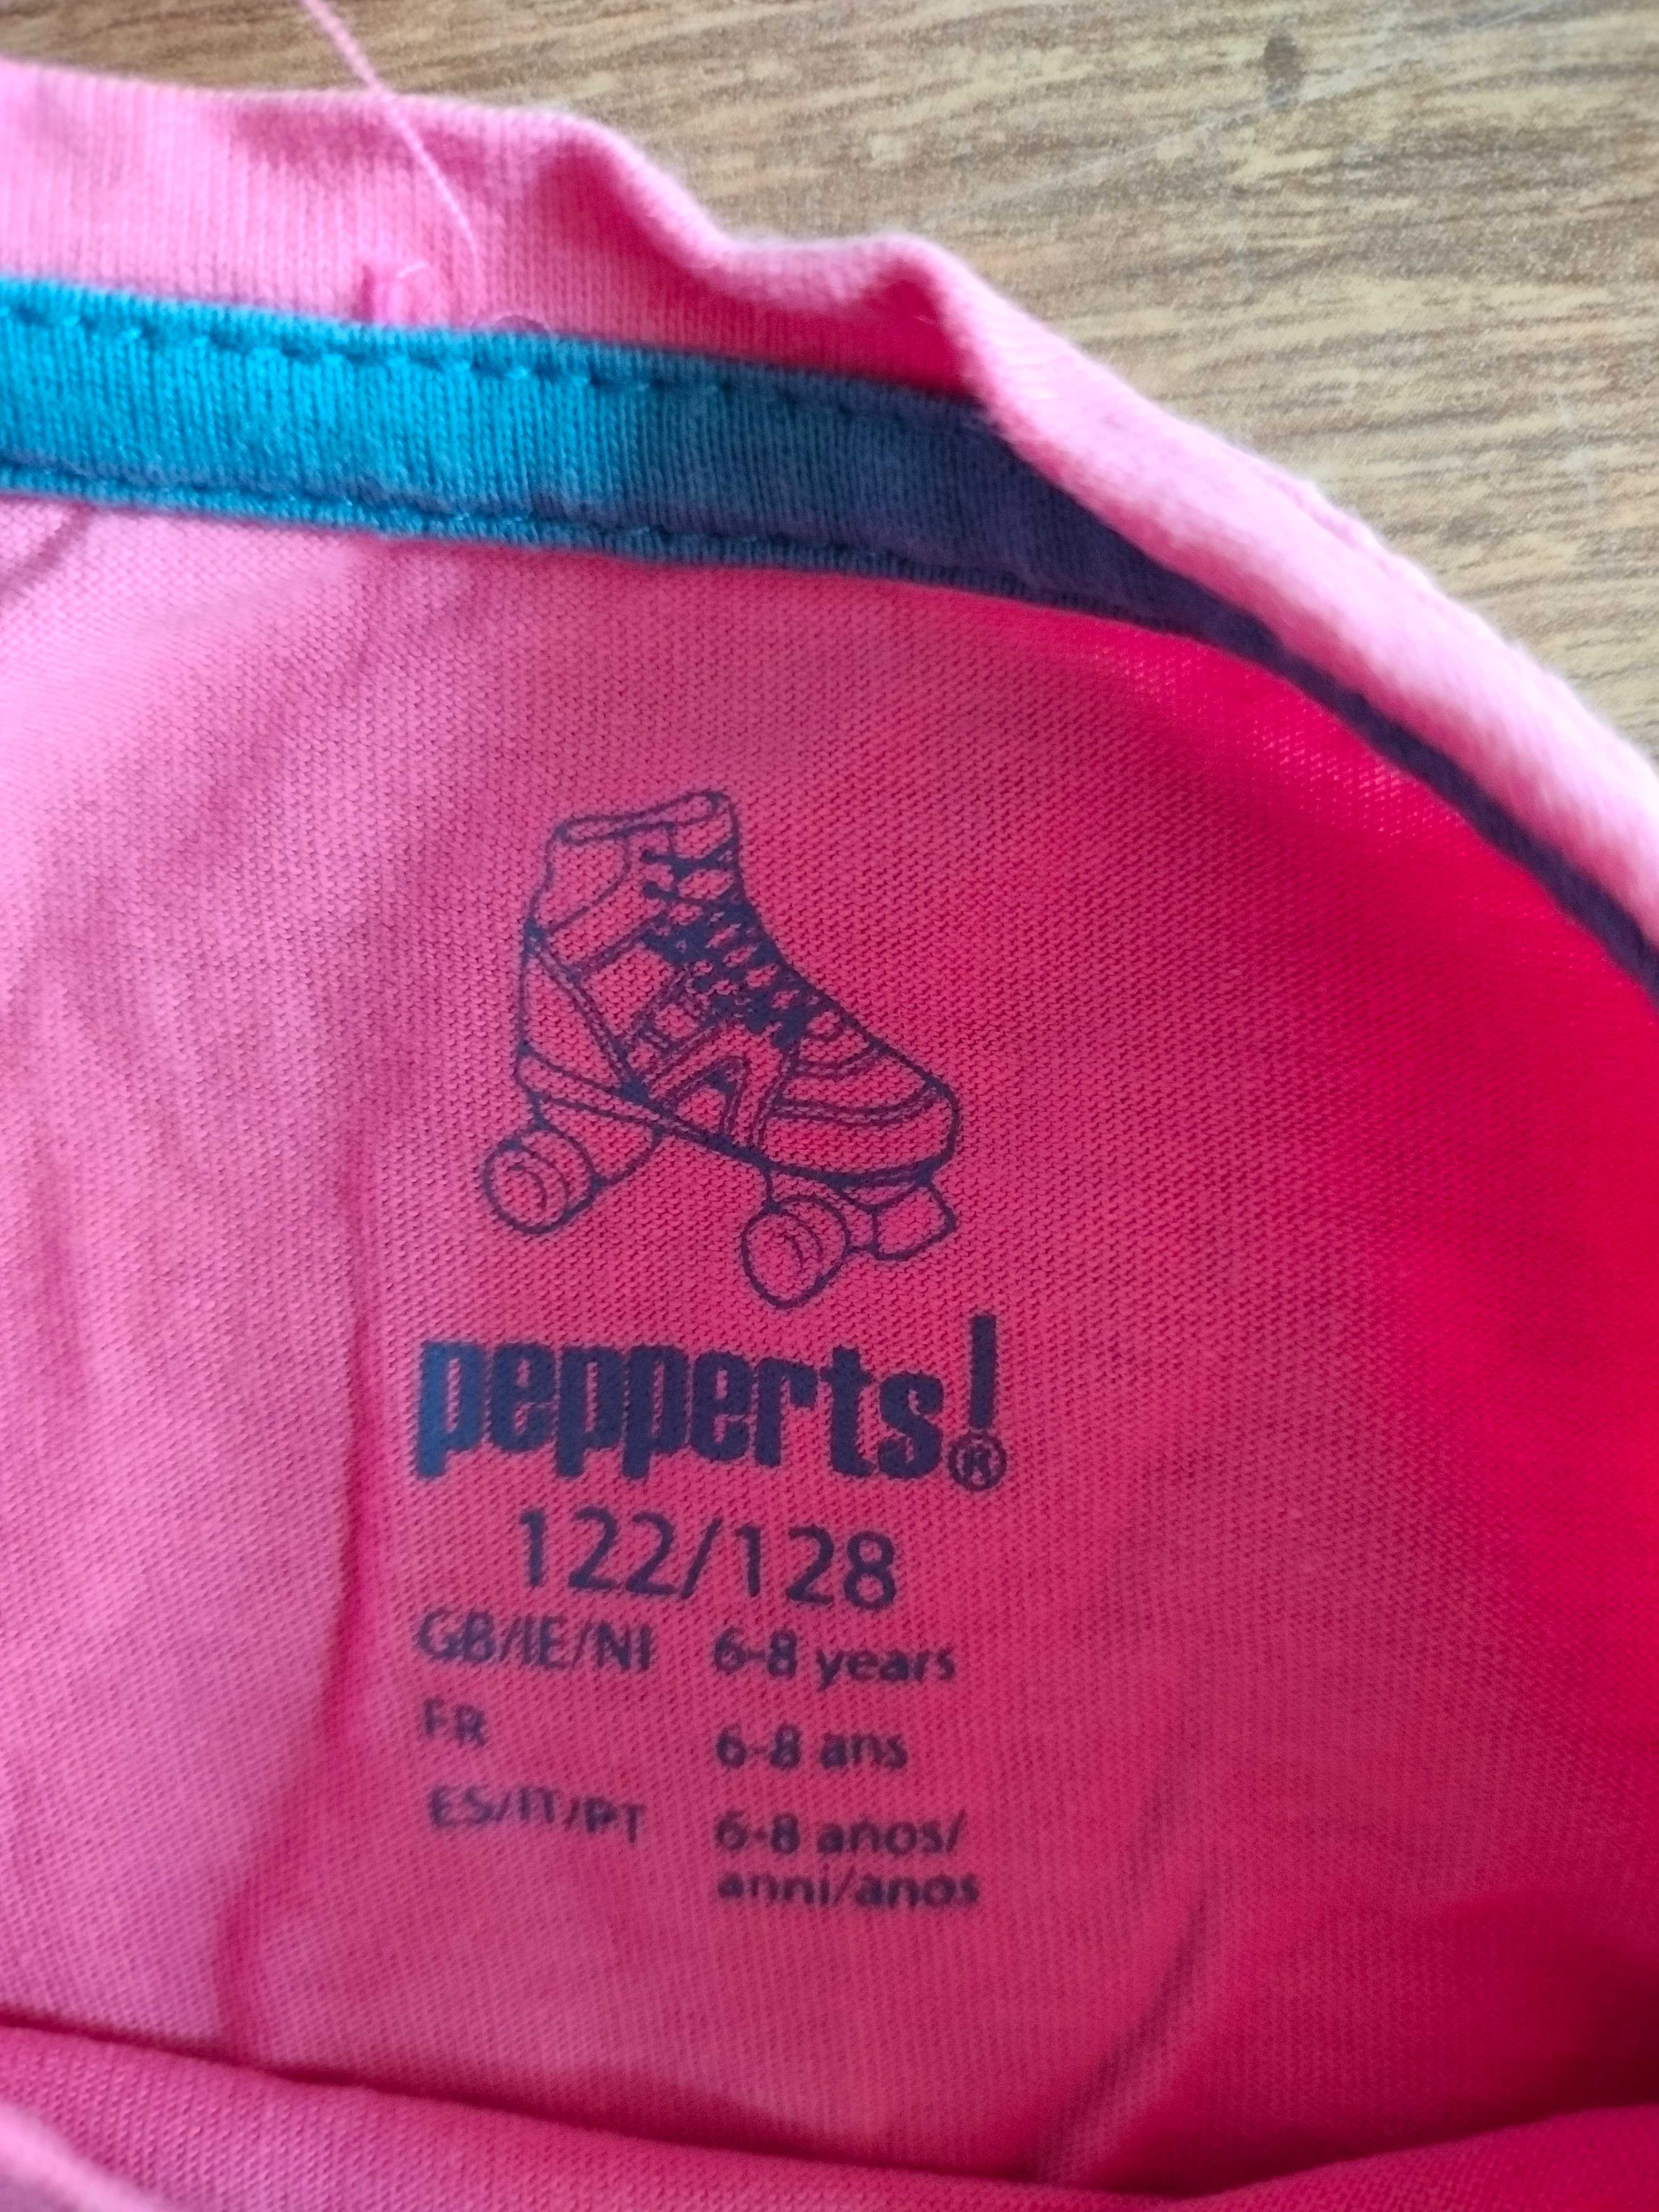 pepperts!®
122/128
GB/IE/NI 6-8 years
FR 6-8 ans
ES/IT/PT 6-8 años/
anni/anos